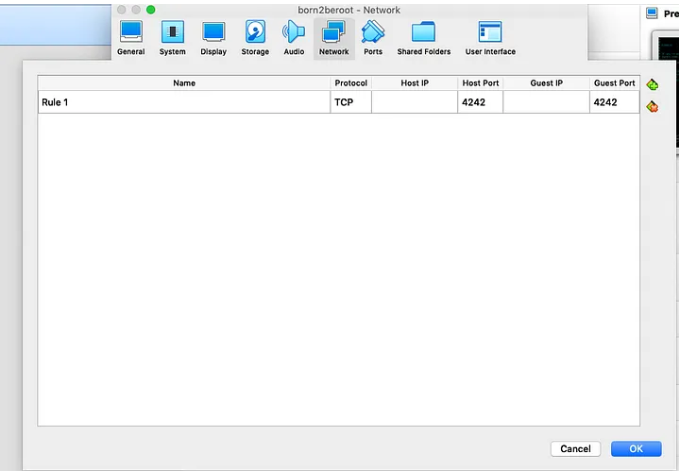 born2beroot - Network
Pre
General System Display Storage Audio Network Ports Shared Folders User Interface
Name Protocol Host IP Host Port Guest IP Guest Port
Rule 1 TCP 4242 4242
Cancel OK